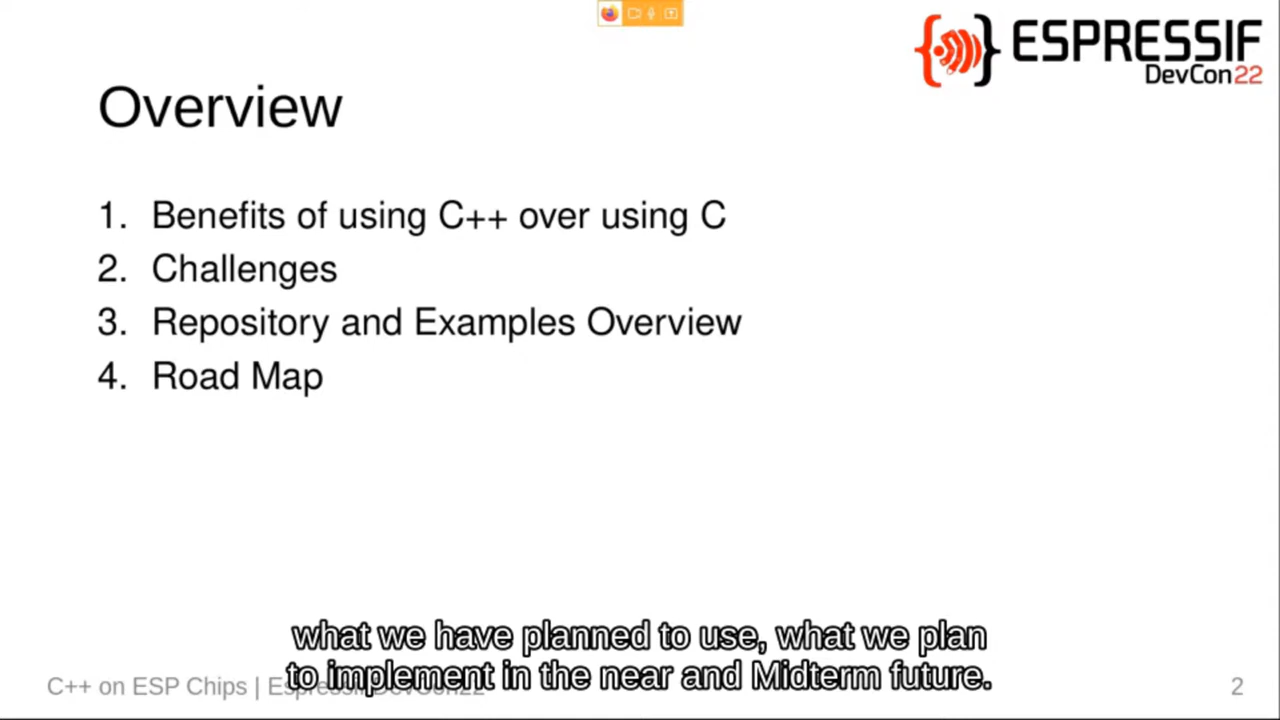 ESPRESSIF
DevCon22
Overview
1. Benefits of using C++ over using C
2. Challenges
3. Repository and Examples Overview
4. Road Map
what we have planned to use, what we plan
to implement in the near and Midterm future.
C++ on ESP Chips | Espressif DevCon22
2